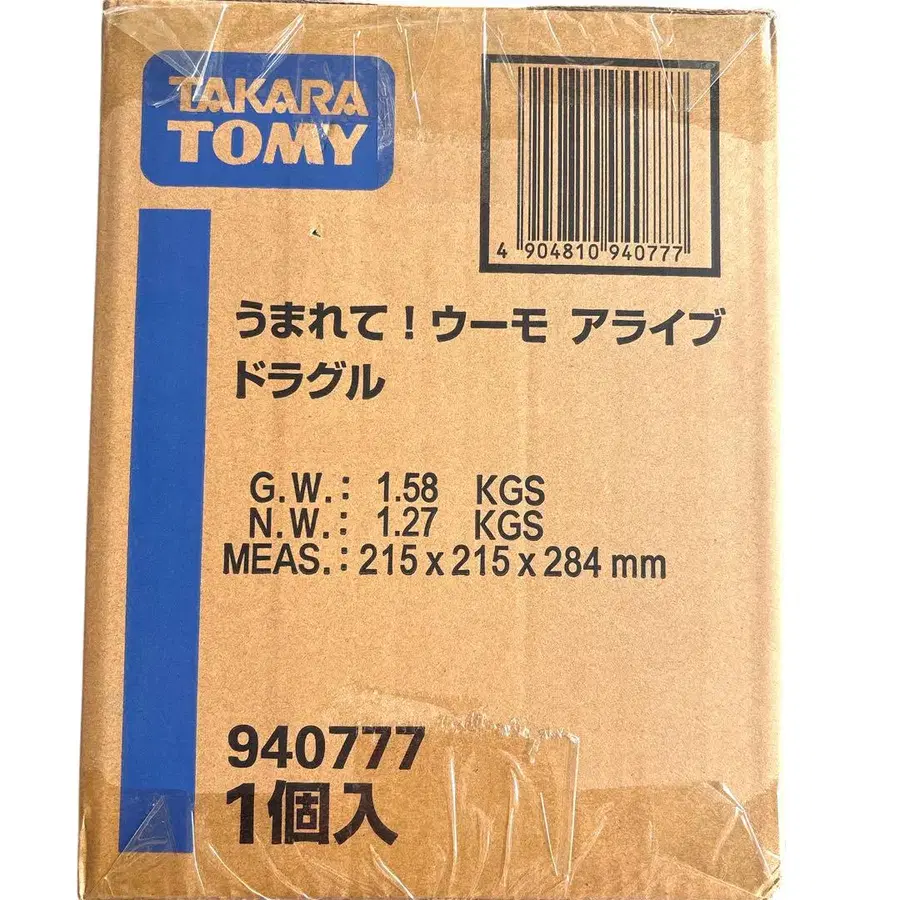 TAKARA
TOMY
4 904810 940777
うまれて！ウーモ アライブ
ドラグル
G.W.: 1.58 KGS
N.W.: 1.27 KGS
MEAS.: 215 x 215 x 284 mm
940777
1個入